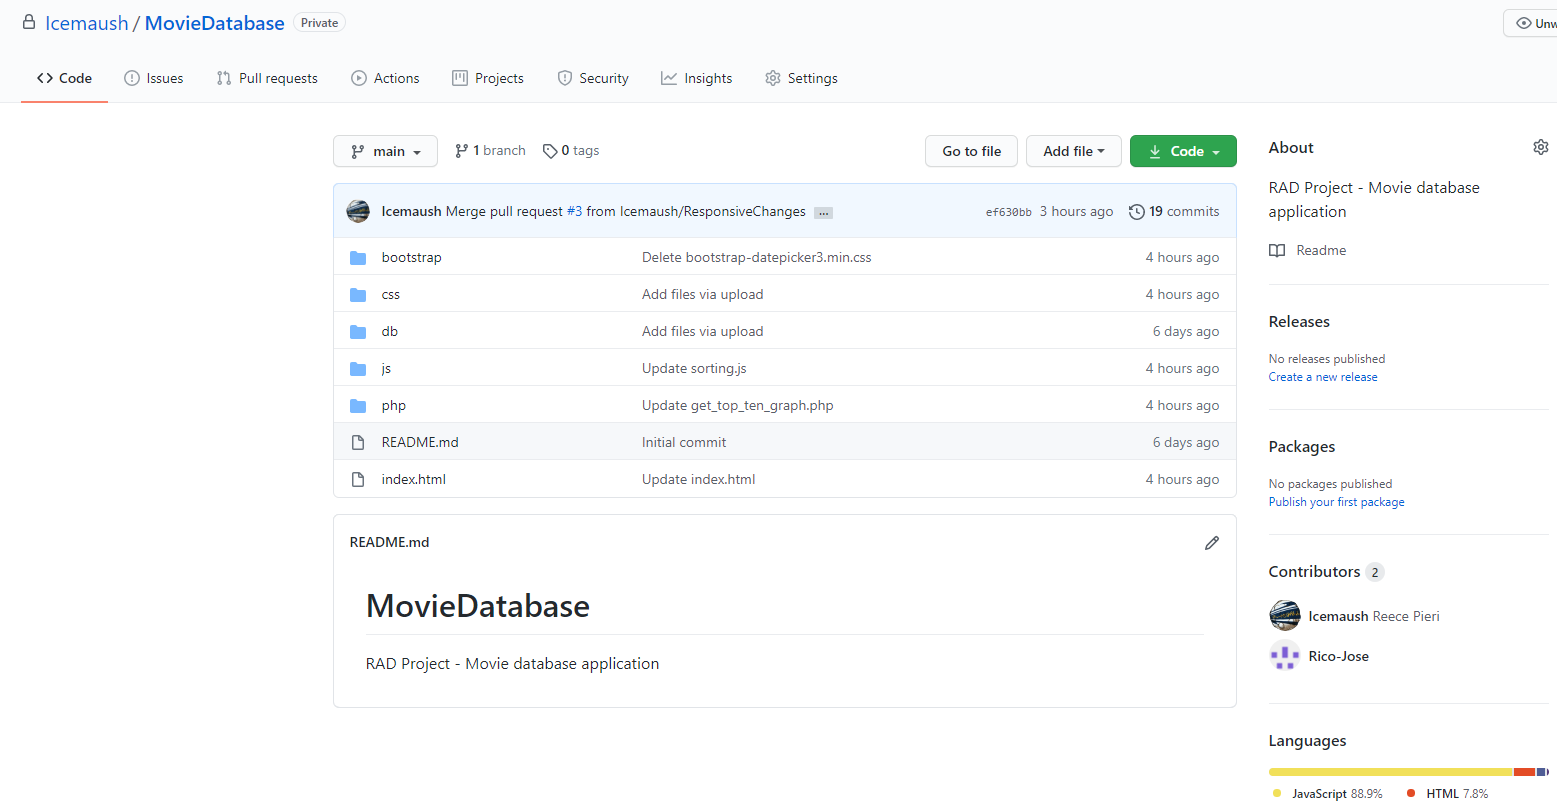 Icemaush / MovieDatabase Private
Unw
Code Issues Pull requests Actions Projects Security Insights Settings
main 1 branch 0 tags Go to file Add file Code
Icemaush Merge pull request #3 from Icemaush/ResponsiveChanges ... ef630bb 3 hours ago 19 commits
bootstrap Delete bootstrap-datepicker3.min.css 4 hours ago
css Add files via upload 4 hours ago
db Add files via upload 6 days ago
js Update sorting.js 4 hours ago
php Update get_top_ten_graph.php 4 hours ago
README.md Initial commit 6 days ago
index.html Update index.html 4 hours ago
README.md
MovieDatabase
RAD Project - Movie database application
About
RAD Project - Movie database
application
Readme
Releases
No releases published
Create a new release
Packages
No packages published
Publish your first package
Contributors 2
Icemaush Reece Pieri
Rico-Jose
Languages
JavaScript 88.9% HTML 7.8%